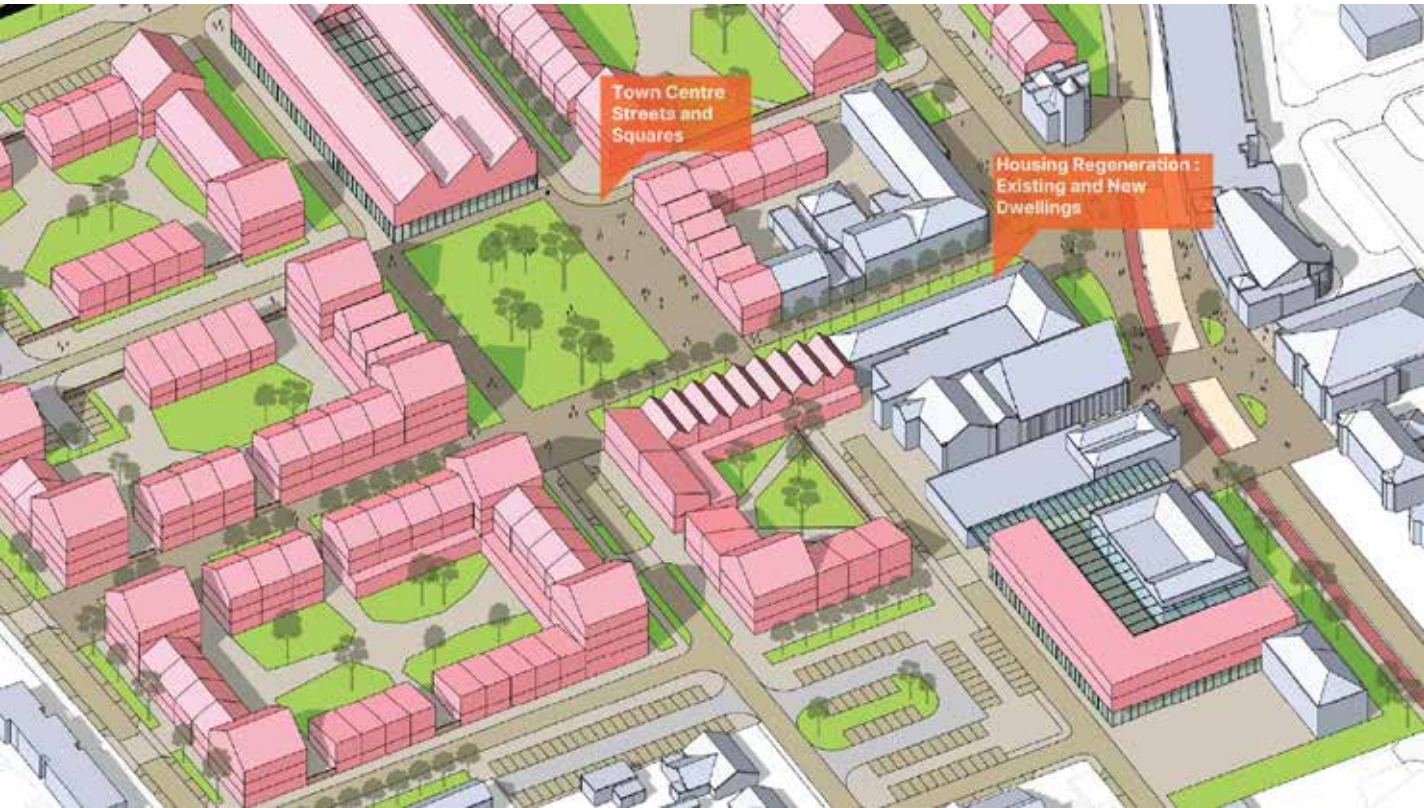 Town Centre
Streets and
Squares
Housing Regeneration :
Existing and New
Dwellings